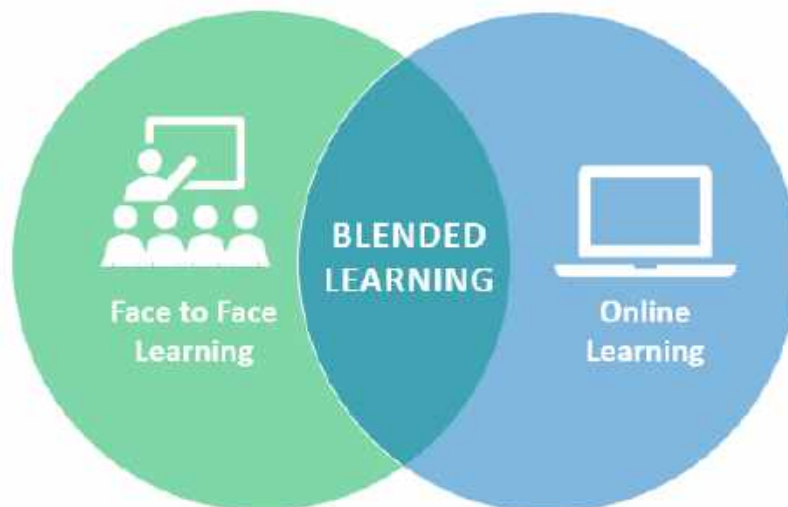 Face to Face
Learning
BLENDED
LEARNING
Online
Learning